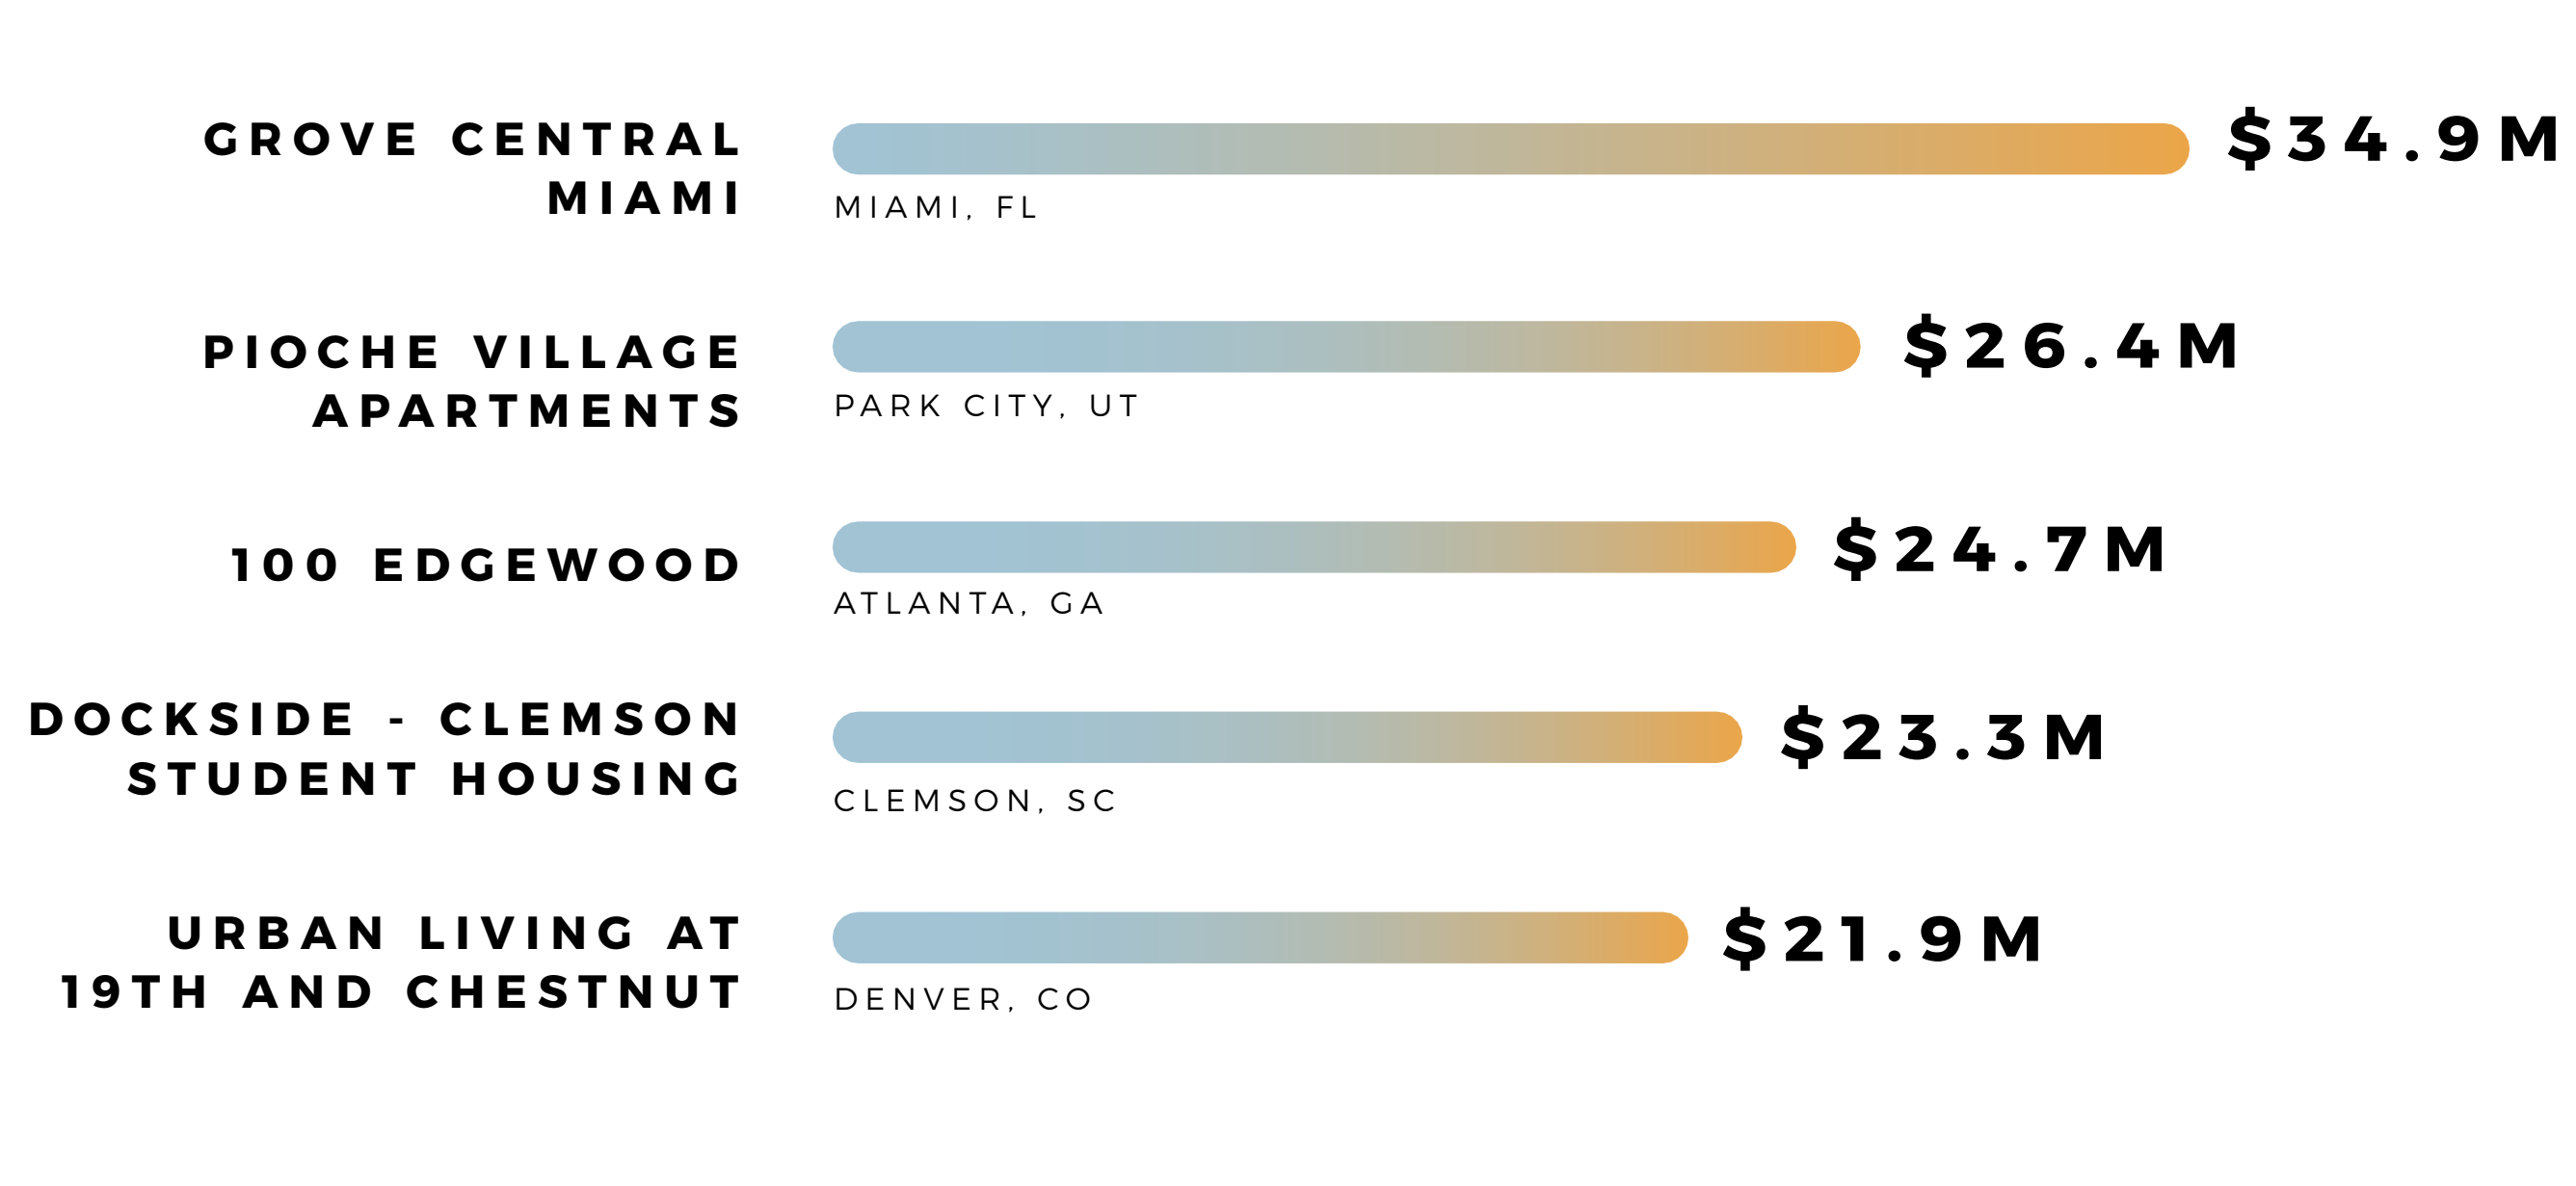 GROVE CENTRAL
MIAMI
$34.9M
MIAMI, FL
PIOCHE VILLAGE
APARTMENTS
$26.4M
PARK CITY, UT
100 EDGEWOOD
$24.7M
ATLANTA, GA
DOCKSIDE - CLEMSON
STUDENT HOUSING
$23.3M
CLEMSON, SC
URBAN LIVING AT
19TH AND CHESTNUT
$21.9M
DENVER, CO